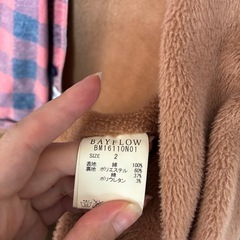 BAYFLOW
BM16110N01
SIZE 2
表地 綿 100%
裏地 ポリエステル 60%
綿 37%
ポリウレタン 3%